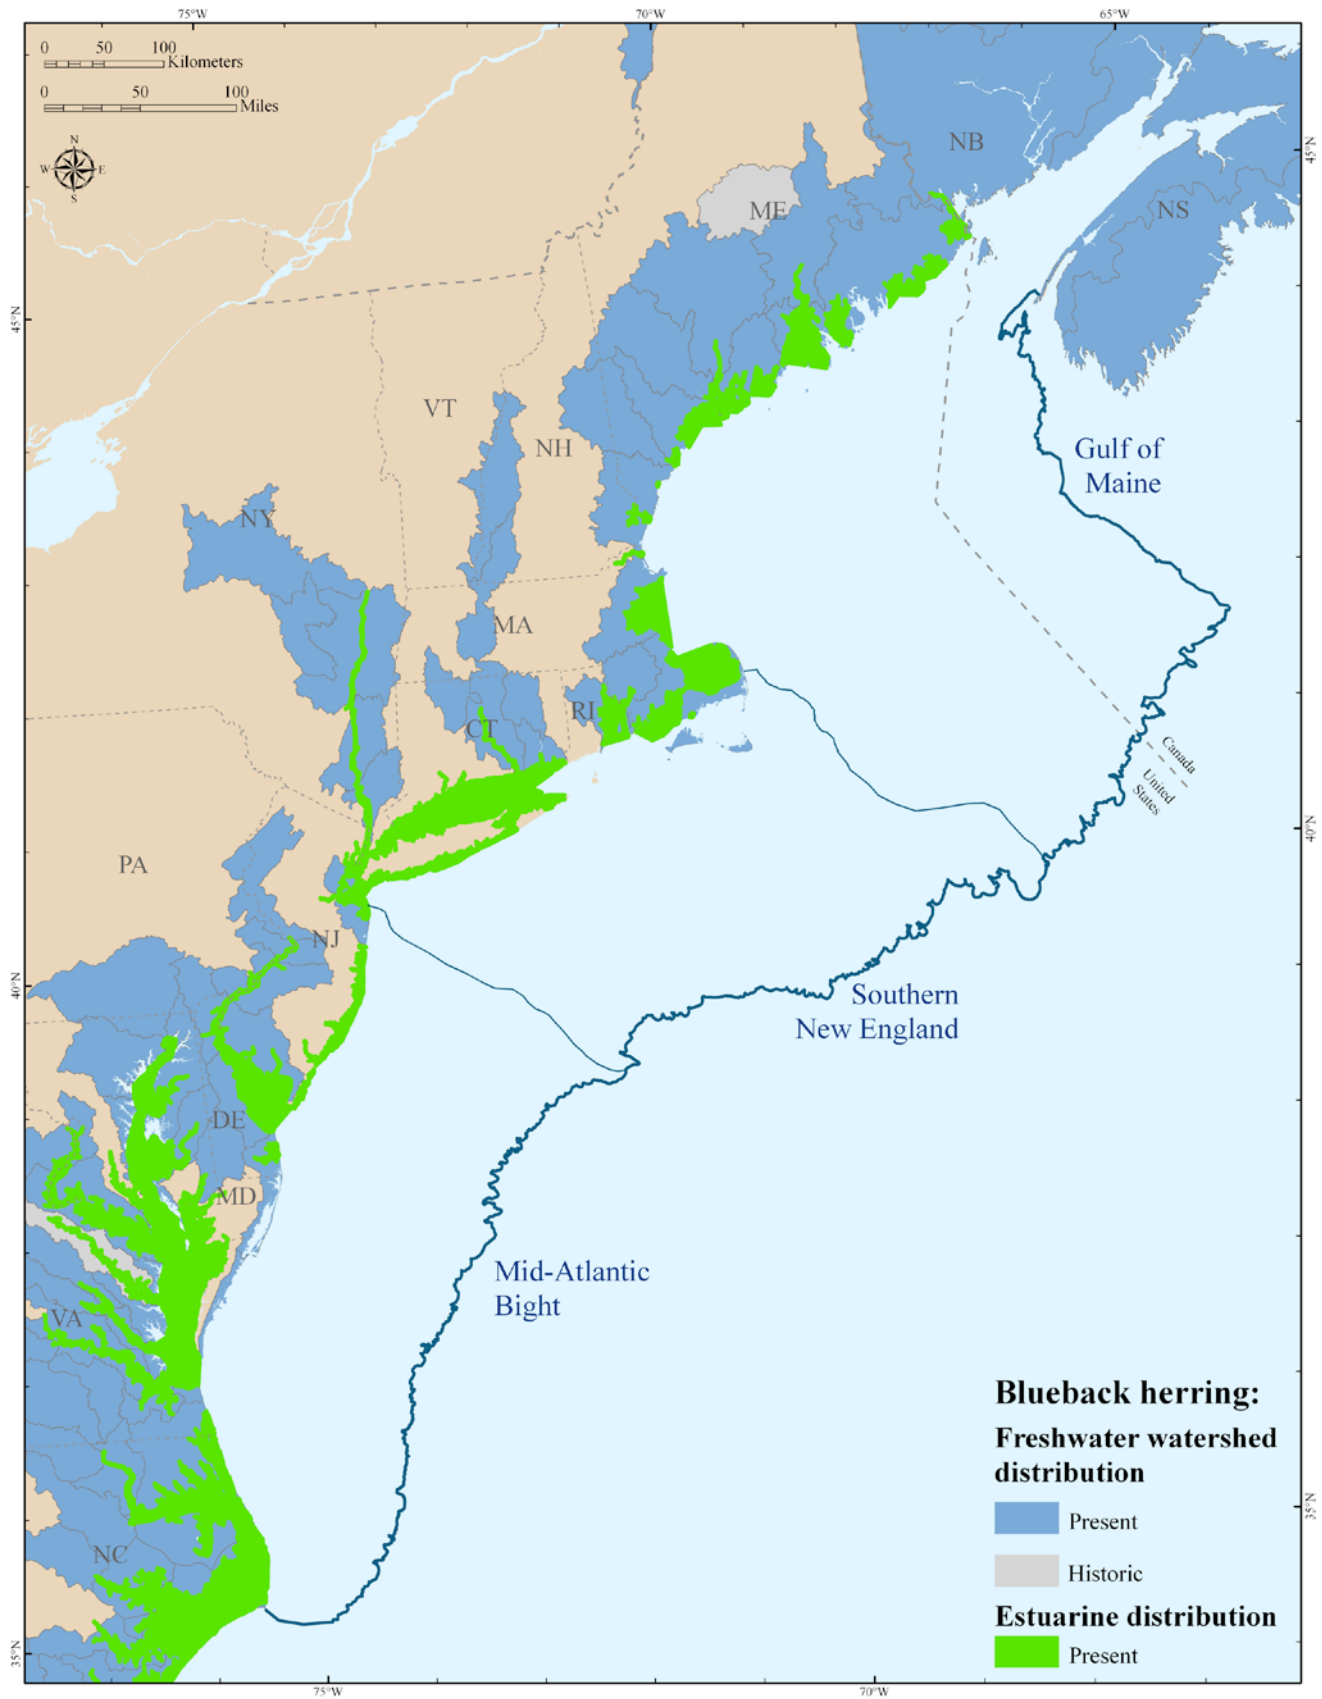 75°W 70°W 65°W
0 50 100
Kilometers
0 50 100
Miles
N
W E
S
NB
45°N
ME
NS
45°N
VT
NH
Gulf of
Maine
NY
MA
RI
CT
Canada
United
States
40°N
PA
NJ
40°N
Southern
New England
DE
MD
Mid-Atlantic
Bight
VA
Blueback herring:
Freshwater watershed
distribution
Present
35°N
NC
Historic
Estuarine distribution
Present
35°N
75°W 70°W